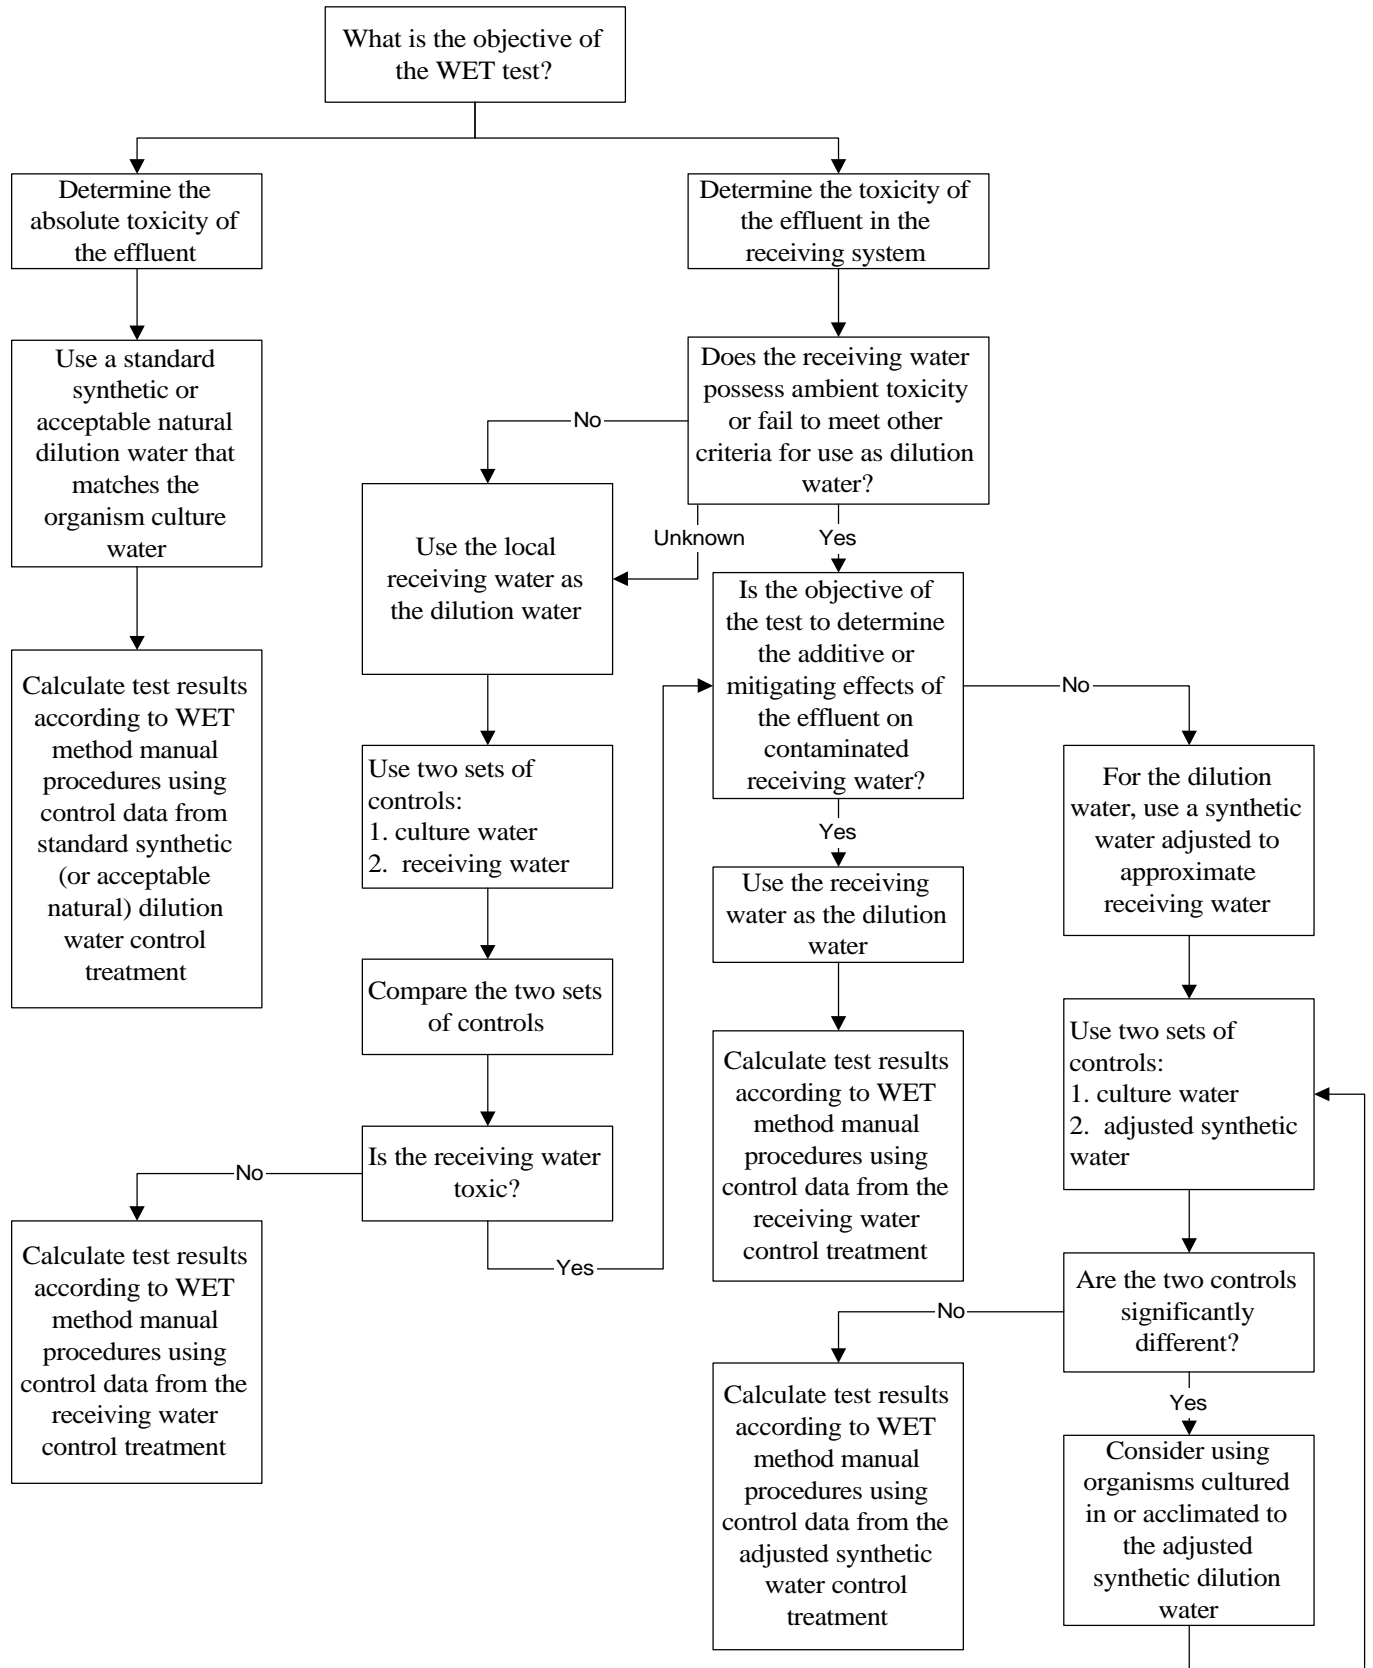 What is the objective of
the WET test?
Determine the
absolute toxicity of
the effluent
Determine the toxicity of
the effluent in the
receiving system
Use a standard
synthetic or
acceptable natural
dilution water that
matches the
organism culture
water
Does the receiving water
possess ambient toxicity
or fail to meet other
criteria for use as dilution
water?
No
Unknown
Yes
Use the local
receiving water as
the dilution water
Is the objective of
the test to determine
the additive or
mitigating effects of
the effluent on
contaminated
receiving water?
No
Yes
Calculate test results
according to WET
method manual
procedures using
control data from
standard synthetic
(or acceptable
natural) dilution
water control
treatment
Use two sets of
controls:
1. culture water
2. receiving water
For the dilution
water, use a synthetic
water adjusted to
approximate
receiving water
Use the receiving
water as the dilution
water
Compare the two sets
of controls
Use two sets of
controls:
1. culture water
2. adjusted synthetic
water
Calculate test results
according to WET
method manual
procedures using
control data from the
receiving water
control treatment
Is the receiving water
toxic?
No
Yes
Calculate test results
according to WET
method manual
procedures using
control data from the
receiving water
control treatment
Are the two controls
significantly
different?
No
Yes
Calculate test results
according to WET
method manual
procedures using
control data from the
adjusted synthetic
water control
treatment
Consider using
organisms cultured
in or acclimated to
the adjusted
synthetic dilution
water